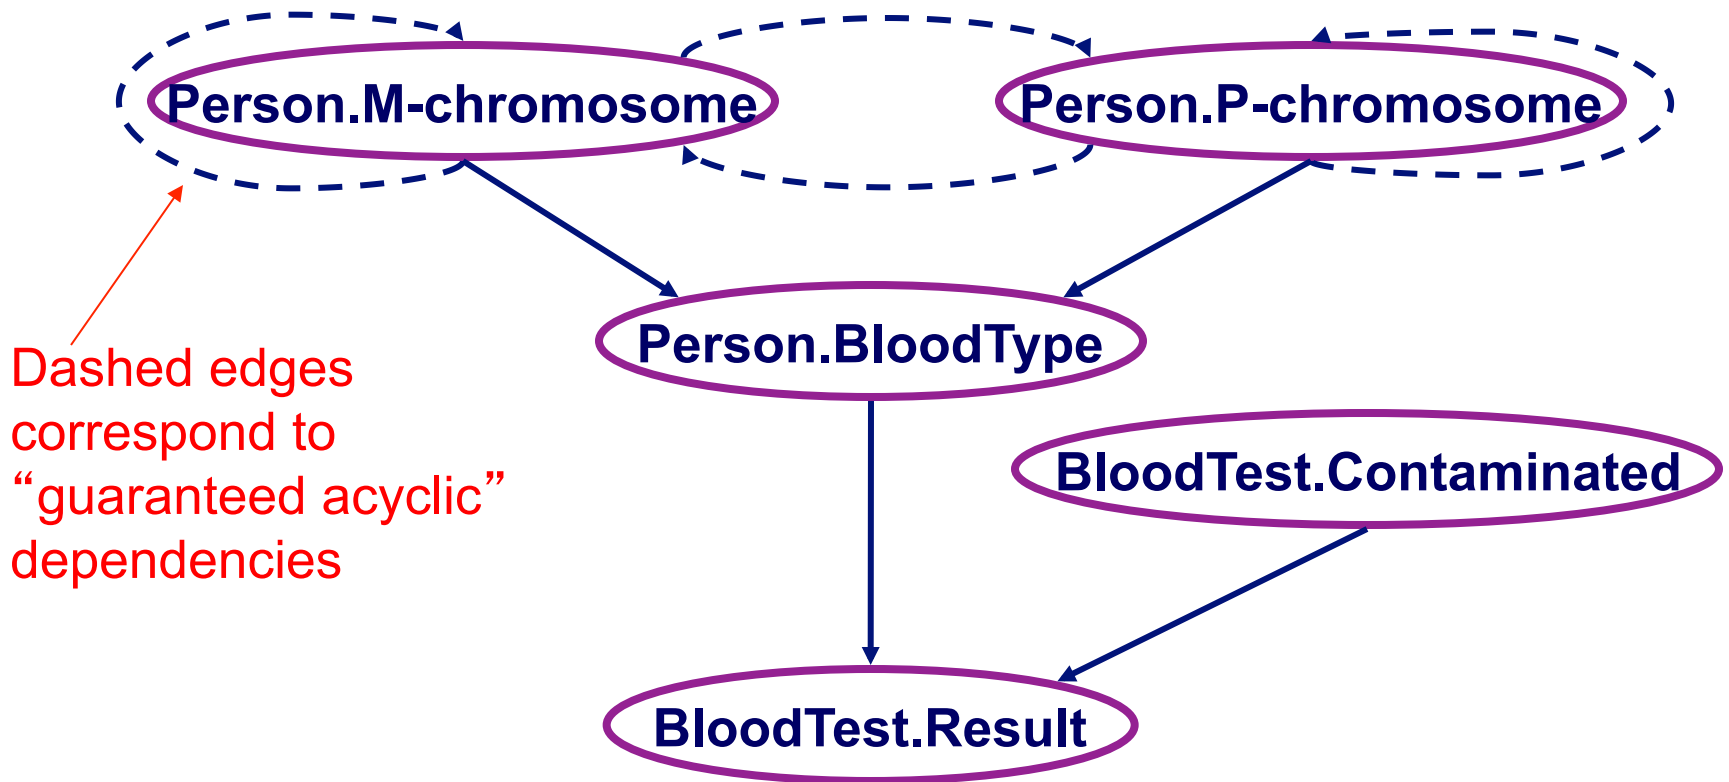 Person.M-chromosome
Person.P-chromosome
Person.BloodType
Dashed edges
correspond to
“guaranteed acyclic”
dependencies
BloodTest.Contaminated
BloodTest.Result